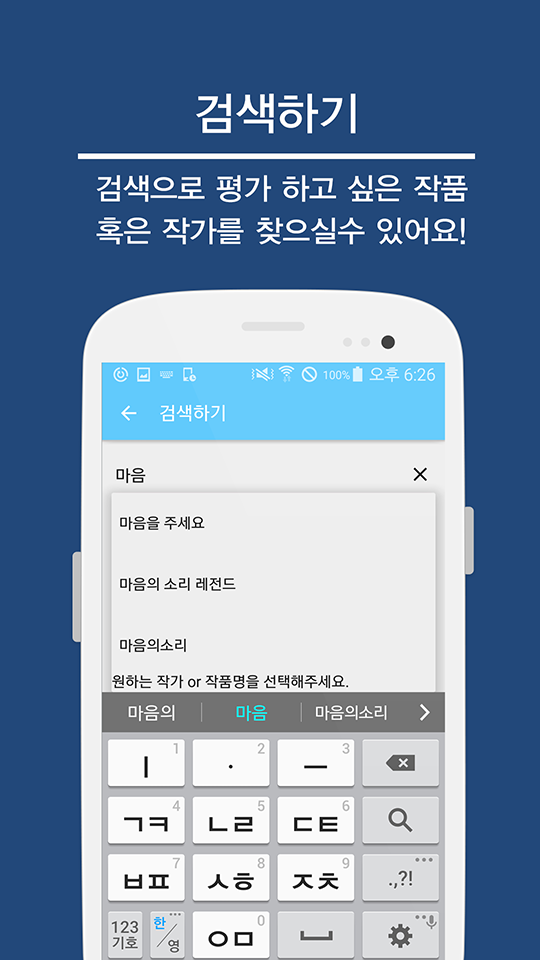 검색하기
검색으로 평가 하고 싶은 작품
혹은 작가를 찾으실수 있어요!
100% 오후 6:26
검색하기
마음
마음을 주세요
마음의 소리 레전드
마음의소리
원하는 작가 or 작품명을 선택해주세요.
마음의 마음 마음의소리
ㅣ 1 · 2 ㅡ 3
ㄱㅋ 4 ㄴㄹ 5 ㄷㅌ 6
ㅂㅍ 7 ㅅㅎ 8 ㅈㅊ 9 .,?!
123 기호 한/영 ㅇㅁ 0